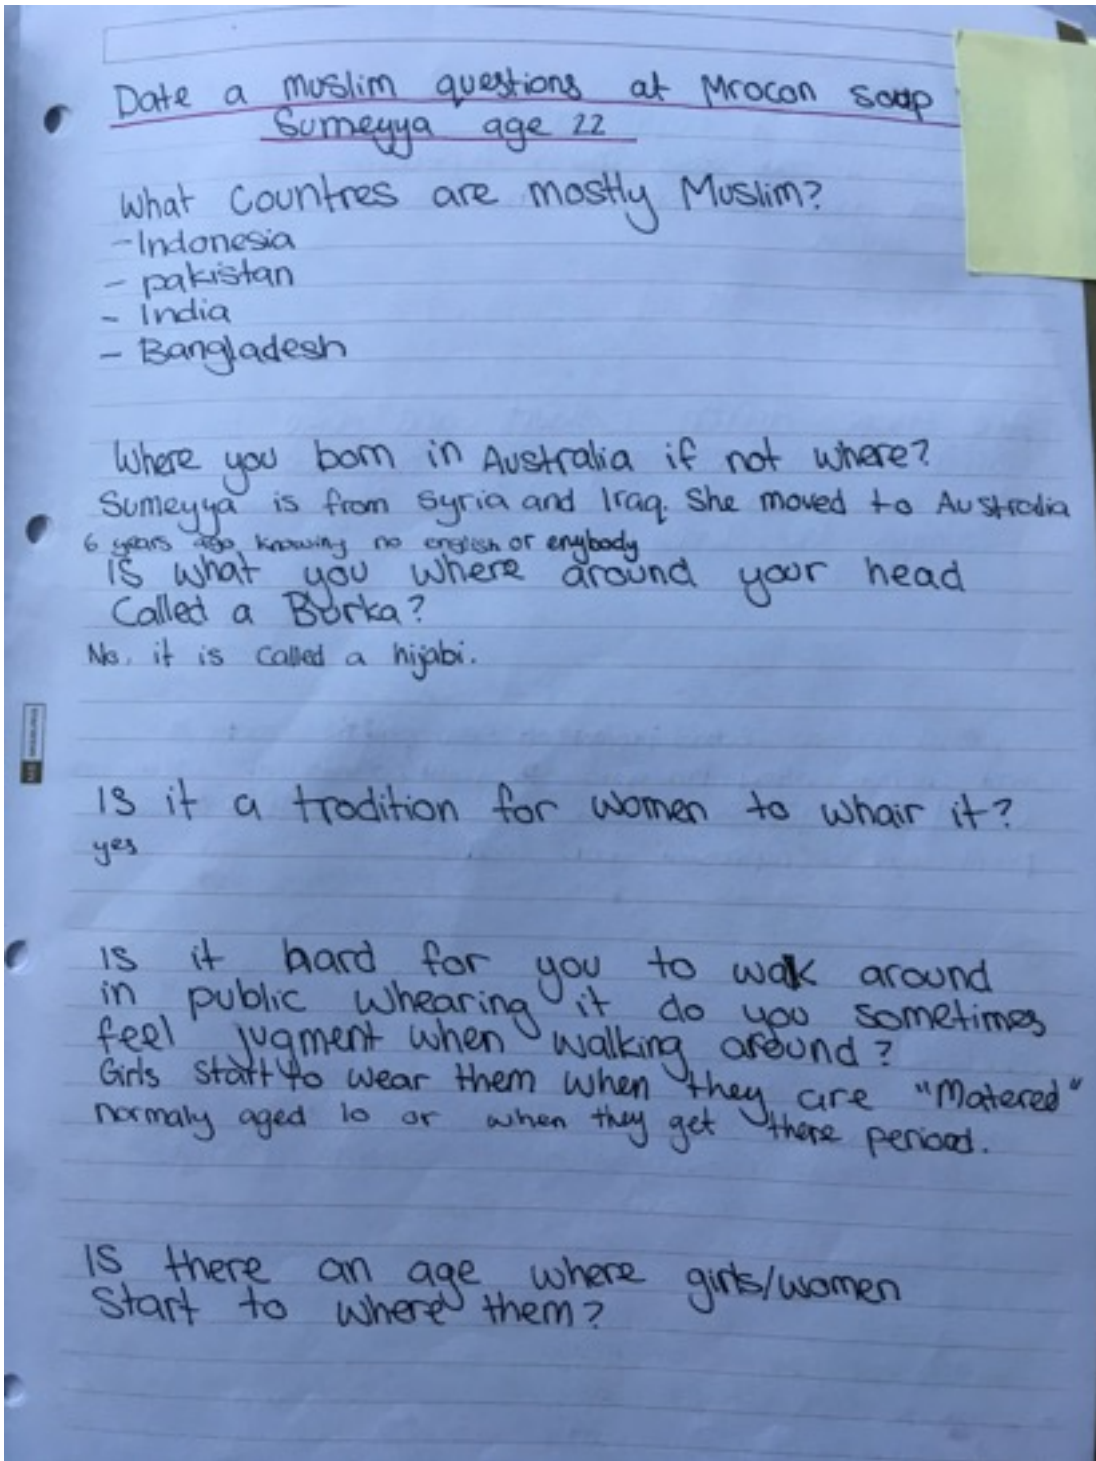 Date a muslim questions at Mrocan soup
Sumeyya age 22
What Countres are mostly Muslim?
- Indonesia
- pakistan
- India
- Bangladesh
Where you born in Australia if not where?
Sumeyya is from Syria and Iraq. She moved to Australia
6 years ago, knowing no english or enybody
IS what you where around your head
Called a Burka?
No, it is called a hijabi.
IS it a tradition for women to whair it?
yes
IS it hard for you to walk around
in public whearing it do you sometimes
feel jugment when walking around?
Girls start to wear them when they are "Matered"
normaly aged 10 or when they get there period.
IS there an age where girls/women
Start to where them?